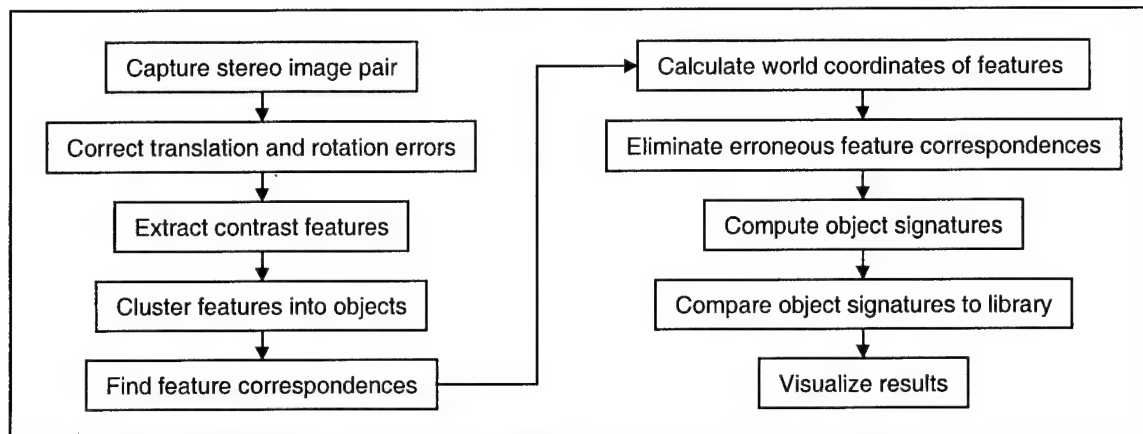 Capture stereo image pair
Correct translation and rotation errors
Extract contrast features
Cluster features into objects
Find feature correspondences
Calculate world coordinates of features
Eliminate erroneous feature correspondences
Compute object signatures
Compare object signatures to library
Visualize results